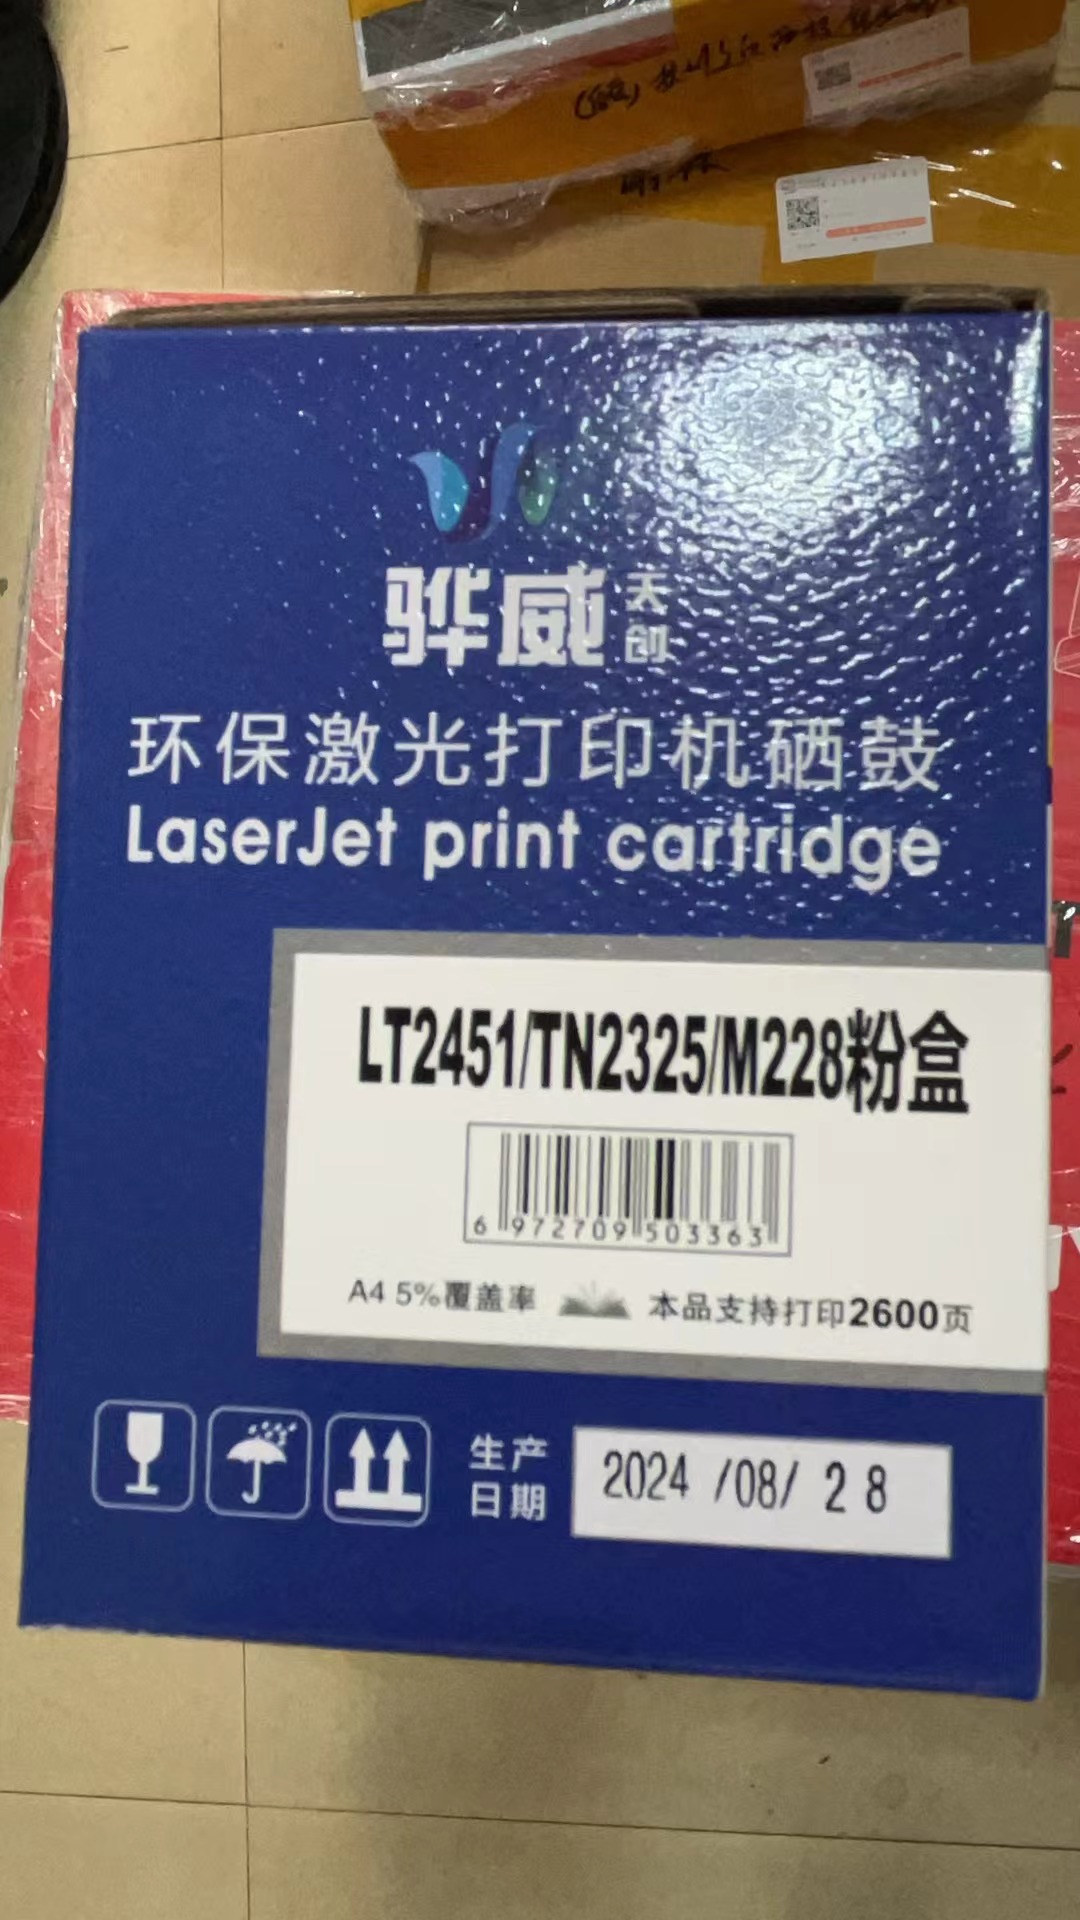 骅威 天创
环保激光打印机硒鼓
LaserJet print cartridge
LT2451/TN2325/M228粉盒
6 972709 503363
A4 5%覆盖率 本品支持打印2600页
生产日期 2024 /08/ 2 8